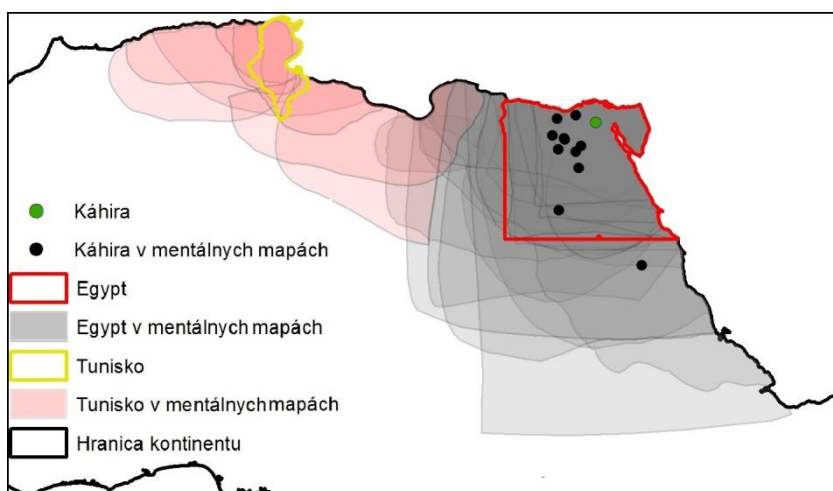 Káhira
Káhira v mentálnych mapách
Egypt
Egypt v mentálnych mapách
Tunisko
Tunisko v mentálnych mapách
Hranica kontinentu